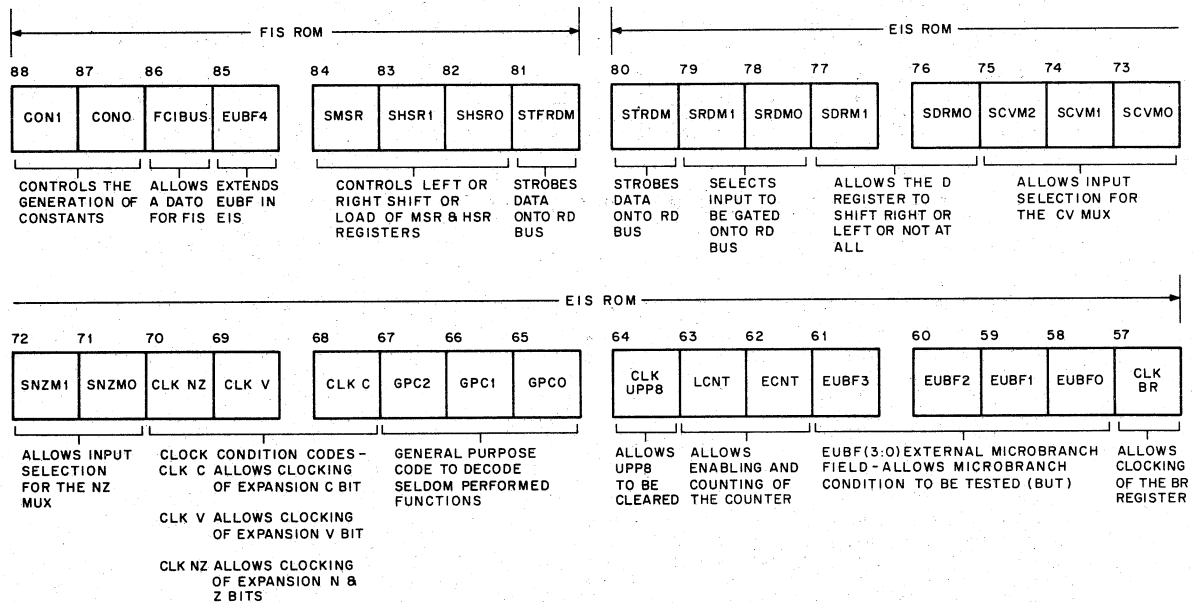 FIS ROM
EIS ROM
88 87 86 85 84 83 82 81 80 79 78 77 76 75 74 73
CON1 CON0 FCIBUS EUBF4 SMSR SHSR1 SHSR0 STFRDM STRDM SRDM1 SRDM0 SDRM1 SDRM0 SCVM2 SCVM1 SCVM0
CONTROLS THE
GENERATION OF
CONSTANTS
ALLOWS
A DATO
FOR FIS
EXTENDS
EUBF IN
EIS
CONTROLS LEFT OR
RIGHT SHIFT OR
LOAD OF MSR & HSR
REGISTERS
STROBES
DATA
ONTO RD
BUS
STROBES
DATA
ONTO RD
BUS
SELECTS
INPUT TO
BE GATED
ONTO RD
BUS
ALLOWS THE D
REGISTER TO
SHIFT RIGHT OR
LEFT OR NOT AT
ALL
ALLOWS INPUT
SELECTION FOR
THE CV MUX
EIS ROM
72 71 70 69 68 67 66 65 64 63 62 61 60 59 58 57
SNZM1 SNZM0 CLK NZ CLK V CLK C GPC2 GPC1 GPC0 CLK UPP8 LCNT ECNT EUBF3 EUBF2 EUBF1 EUBF0 CLK BR
ALLOWS INPUT
SELECTION
FOR THE NZ
MUX
CLOCK CONDITION CODES-
CLK C ALLOWS CLOCKING
OF EXPANSION C BIT
CLK V ALLOWS CLOCKING
OF EXPANSION V BIT
CLK NZ ALLOWS CLOCKING
OF EXPANSION N &
Z BITS
GENERAL PURPOSE
CODE TO DECODE
SELDOM PERFORMED
FUNCTIONS
ALLOWS
UPP8
TO BE
CLEARED
ALLOWS
ENABLING AND
COUNTING OF
THE COUNTER
EUBF(3:0) EXTERNAL MICROBRANCH
FIELD-ALLOWS MICROBRANCH
CONDITION TO BE TESTED (BUT)
ALLOWS
CLOCKING
OF THE BR
REGISTER